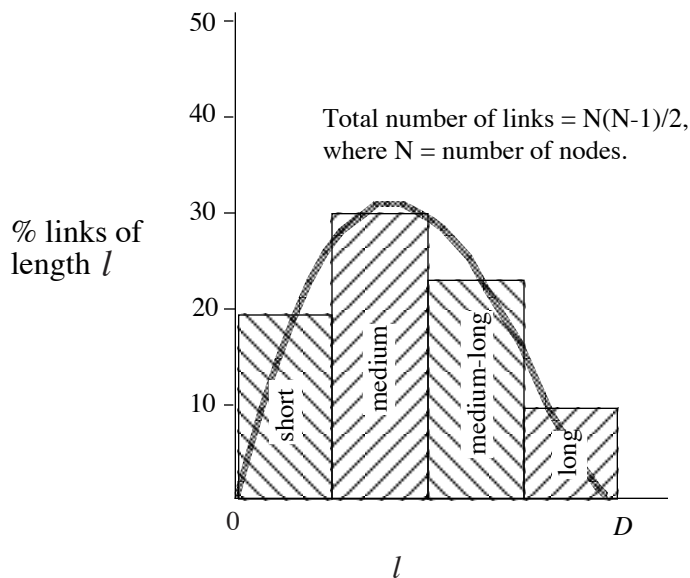 50
40
Total number of links = N(N-1)/2,
where N = number of nodes.
30
% links of
length l
20
10
short
medium
medium-long
long
0
D
l